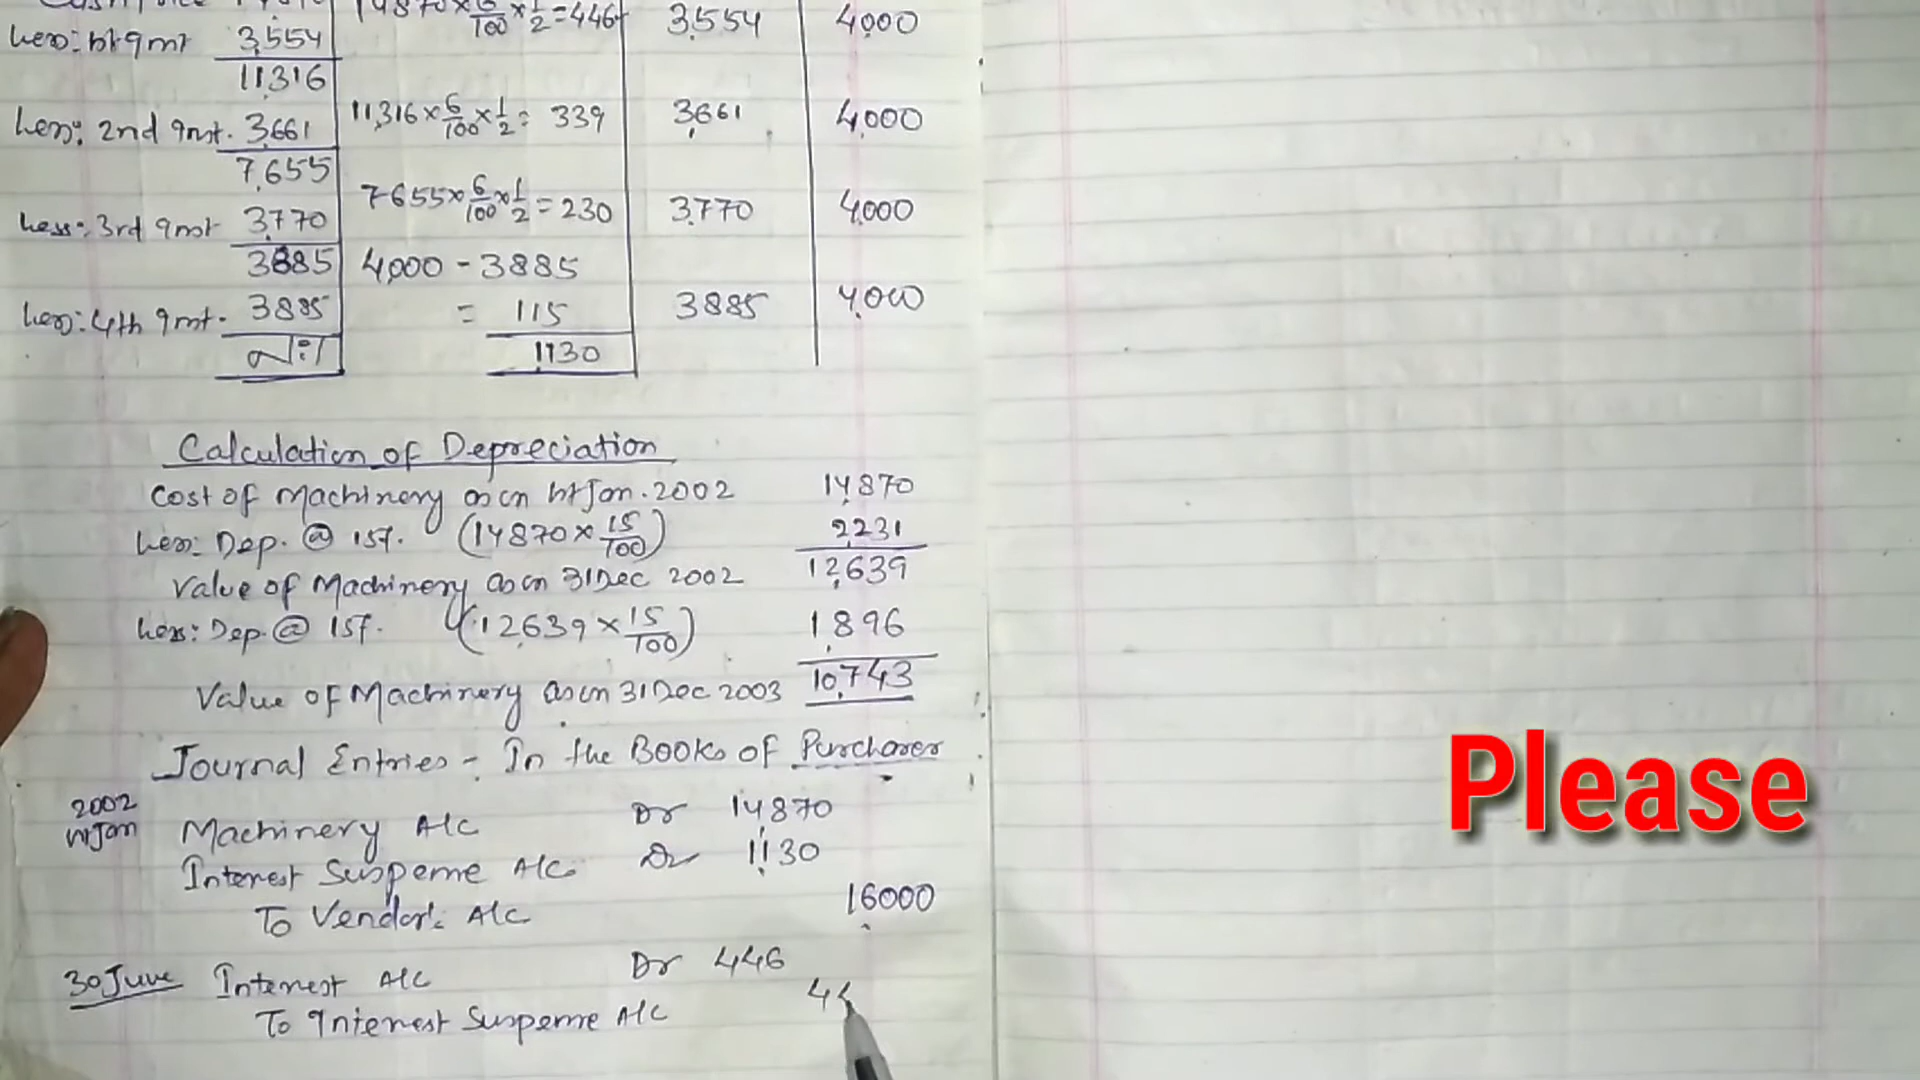 14870×6/100×1/2=446 3,554 4,000
Less: 1st Inst 3,554
11,316
Less: 2nd Inst. 3,661 11,316×6/100×1/2= 339 3,661 4,000
7,655
7655×6/100×1/2=230
Less: 3rd Inst 3,770 3,770 4,000
3885 4,000-3885
Less: 4th Inst. 3885 = 115 3885 4,000
Nil 1130
Calculation of Depreciation
Cost of Machinery as on 1st Jan. 2002 14,870
Less: Dep. @ 15%. (14870×15/100) 2,231
Value of Machinery as on 31 Dec 2002 12,639
Less: Dep. @ 15%. (12,639×15/100) 1,896
Value of Machinery as on 31 Dec 2003 10,743
Journal Entries - In the Books of Purchaser
2002
1st Jan Machinery A/c Dr 14870
Interest Suspense A/c Dr 1130
To Vendor's A/c 16000
30 June Interest A/c Dr 446
To Interest Suspense A/c 44
Please